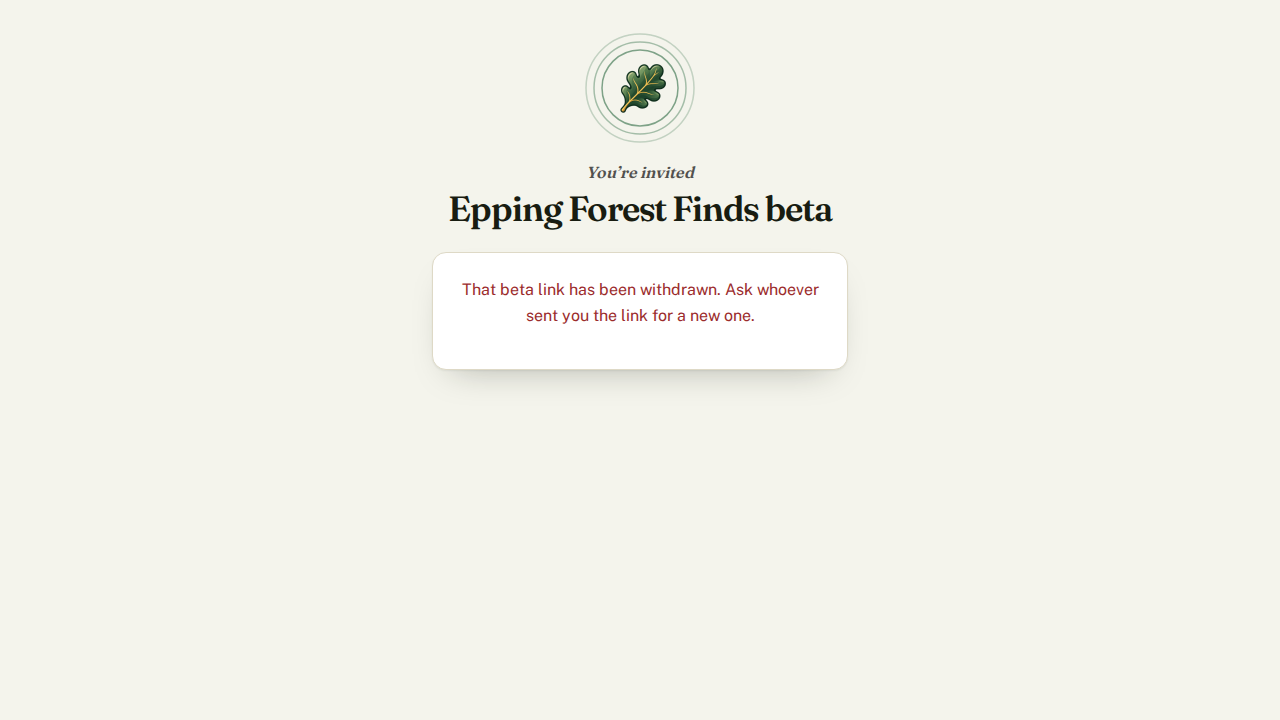 You’re invited
Epping Forest Finds beta
That beta link has been withdrawn. Ask whoever
sent you the link for a new one.